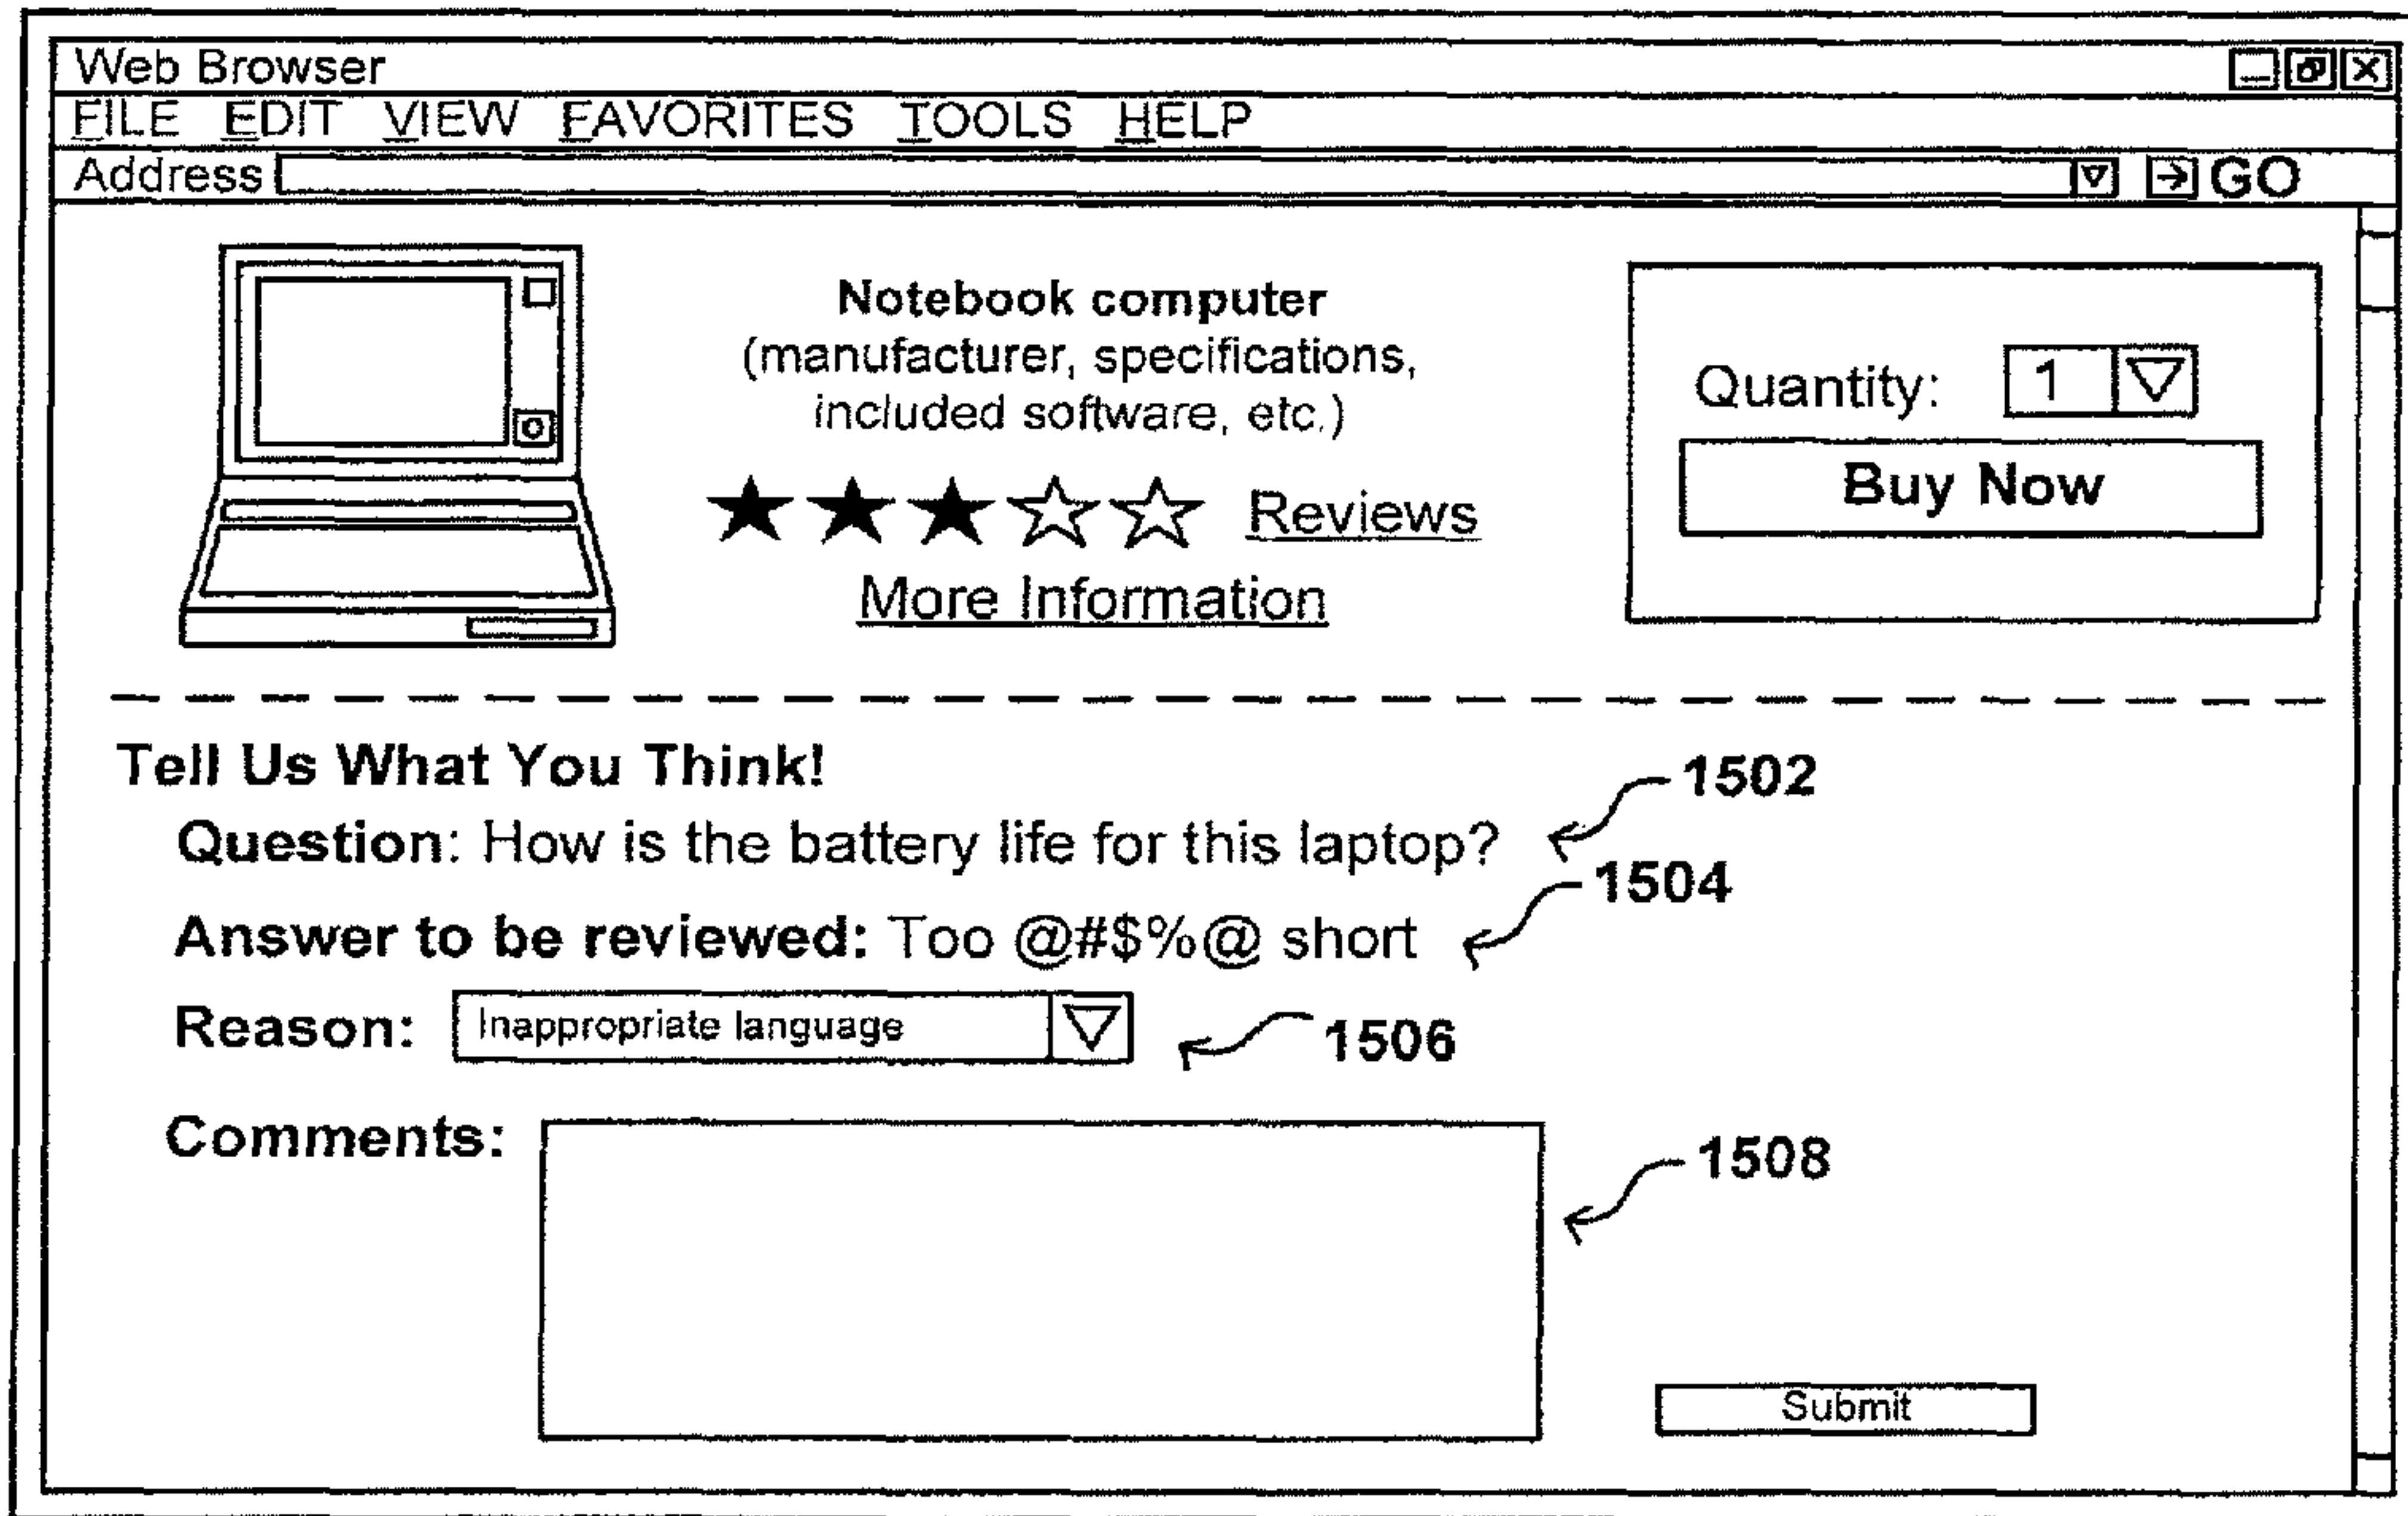 Web Browser
FILE EDIT VIEW FAVORITES TOOLS HELP
Address GO
Notebook computer
(manufacturer, specifications,
included software, etc.)
Reviews
More Information
Quantity: 1
Buy Now
Tell Us What You Think!
1502
Question: How is the battery life for this laptop?
1504
Answer to be reviewed: Too @#$%@ short
Reason: Inappropriate language
1506
Comments:
1508
Submit